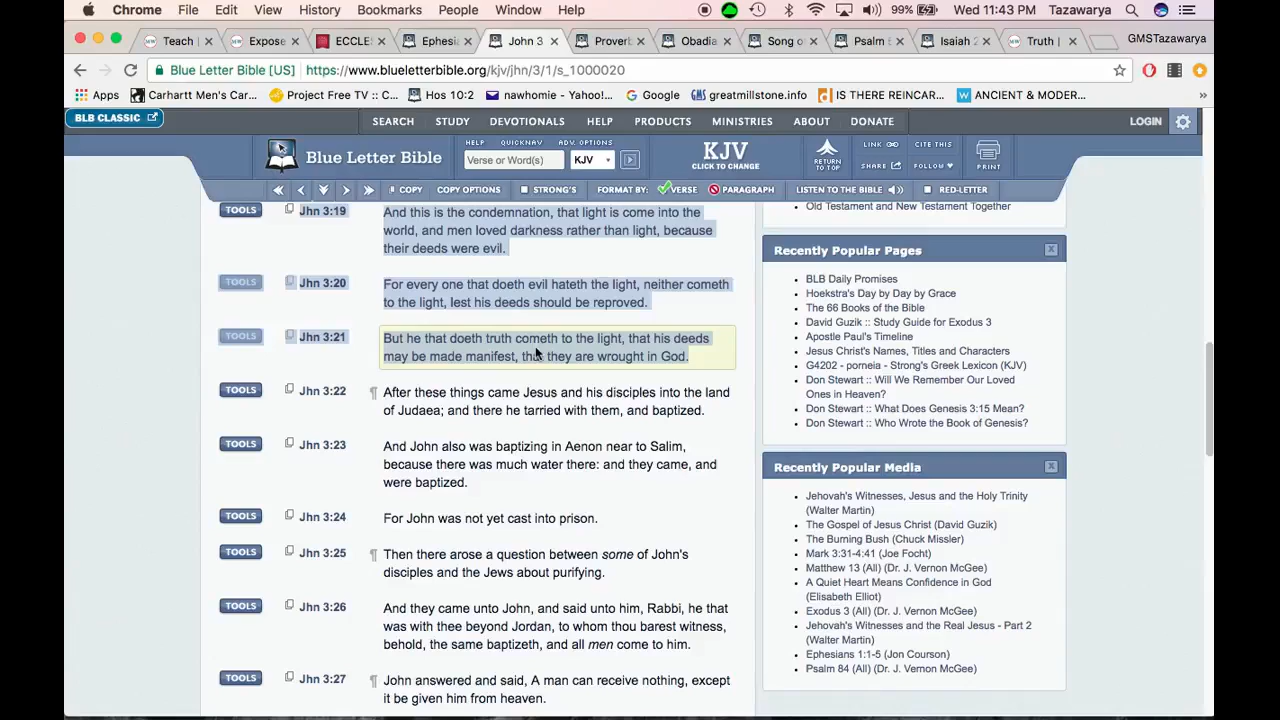 Chrome File Edit View History Bookmarks People Window Help 99% Wed 11:43 PM Tazawarya
Teach | Expose ECCLE Ephesia John 3 Proverb Obadia Song o Psalm Isaiah 2 Truth | GMSTazawarya
Blue Letter Bible [US] https://www.blueletterbible.org/kjv/jhn/3/1/s_1000020
Apps Carhartt Men's Car... Project Free TV :: C... Hos 10:2 nawhomie - Yahoo!... Google greatmillstone.info IS THERE REINCAR... ANCIENT & MODER... »
BLB CLASSIC SEARCH STUDY DEVOTIONALS HELP PRODUCTS MINISTRIES ABOUT DONATE LOGIN
HELP QUICKNAV ADV. OPTIONS
Blue Letter Bible Verse or Word(s) KJV
KJV
CLICK TO CHANGE
RETURN TO TOP
LINK CITE THIS
SHARE FOLLOW PRINT
COPY COPY OPTIONS STRONG'S FORMAT BY: VERSE PARAGRAPH LISTEN TO THE BIBLE RED-LETTER
TOOLS Jhn 3:19 And this is the condemnation, that light is come into the
world, and men loved darkness rather than light, because
their deeds were evil.
TOOLS Jhn 3:20 For every one that doeth evil hateth the light, neither cometh
to the light, lest his deeds should be reproved.
TOOLS Jhn 3:21 But he that doeth truth cometh to the light, that his deeds
may be made manifest, that they are wrought in God.
TOOLS Jhn 3:22 ¶ After these things came Jesus and his disciples into the land
of Judaea; and there he tarried with them, and baptized.
TOOLS Jhn 3:23 And John also was baptizing in Aenon near to Salim,
because there was much water there: and they came, and
were baptized.
TOOLS Jhn 3:24 For John was not yet cast into prison.
TOOLS Jhn 3:25 ¶ Then there arose a question between some of John's
disciples and the Jews about purifying.
TOOLS Jhn 3:26 And they came unto John, and said unto him, Rabbi, he that
was with thee beyond Jordan, to whom thou barest witness,
behold, the same baptizeth, and all men come to him.
TOOLS Jhn 3:27 ¶ John answered and said, A man can receive nothing, except
it be given him from heaven.
Old Testament and New Testament Together
Recently Popular Pages
BLB Daily Promises
Hoekstra's Day by Day by Grace
The 66 Books of the Bible
David Guzik :: Study Guide for Exodus 3
Apostle Paul's Timeline
Jesus Christ's Names, Titles and Characters
G4202 - porneia - Strong's Greek Lexicon (KJV)
Don Stewart :: Will We Remember Our Loved
Ones in Heaven?
Don Stewart :: What Does Genesis 3:15 Mean?
Don Stewart :: Who Wrote the Book of Genesis?
Recently Popular Media
Jehovah's Witnesses, Jesus and the Holy Trinity
(Walter Martin)
The Gospel of Jesus Christ (David Guzik)
The Burning Bush (Chuck Missler)
Mark 3:31-4:41 (Joe Focht)
Matthew 13 (All) (Dr. J. Vernon McGee)
A Quiet Heart Means Confidence in God
(Elisabeth Elliot)
Exodus 3 (All) (Dr. J. Vernon McGee)
Jehovah's Witnesses and the Real Jesus - Part 2
(Walter Martin)
Ephesians 1:1-5 (Jon Courson)
Psalm 84 (All) (Dr. J. Vernon McGee)